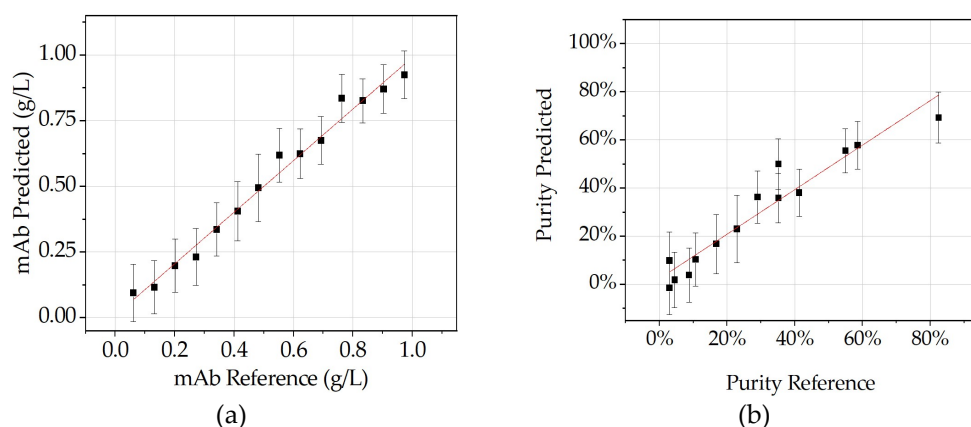 mAb Predicted (g/L)
1.00
0.75
0.50
0.25
0.00
0.0 0.2 0.4 0.6 0.8 1.0
mAb Reference (g/L)
(a)
Purity Predicted
100%
80%
60%
40%
20%
0%
0% 20% 40% 60% 80%
Purity Reference
(b)